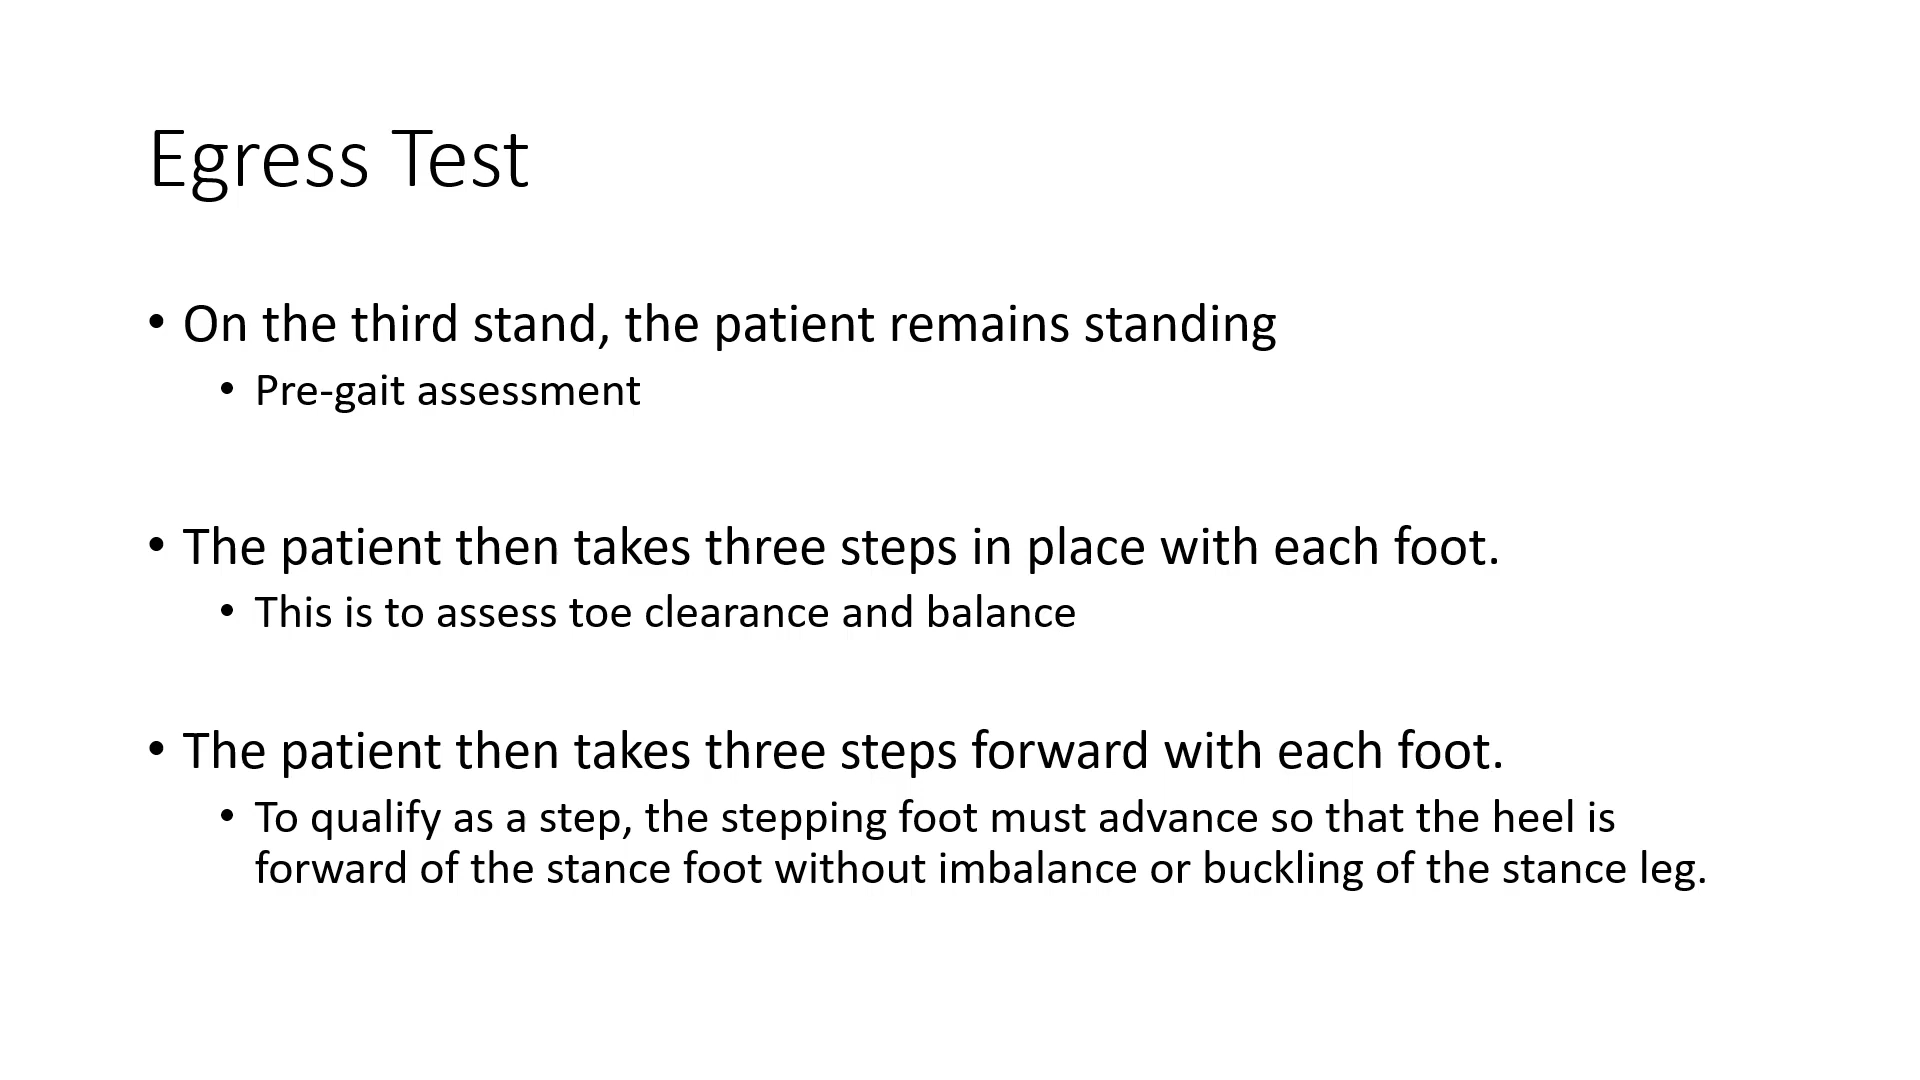 Egress Test
• On the third stand, the patient remains standing
• Pre-gait assessment
• The patient then takes three steps in place with each foot.
• This is to assess toe clearance and balance
• The patient then takes three steps forward with each foot.
• To qualify as a step, the stepping foot must advance so that the heel is
forward of the stance foot without imbalance or buckling of the stance leg.